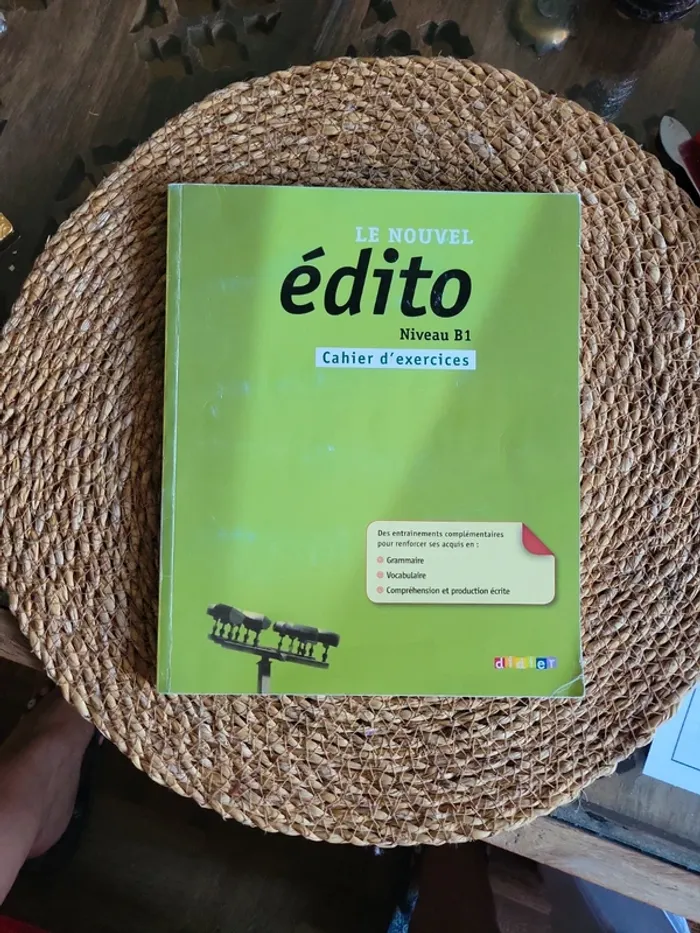 LE NOUVEL
édito
Niveau B1
Cahier d'exercices
Des entraînements complémentaires
pour renforcer ses acquis en :
Grammaire
Vocabulaire
Compréhension et production écrite
didier